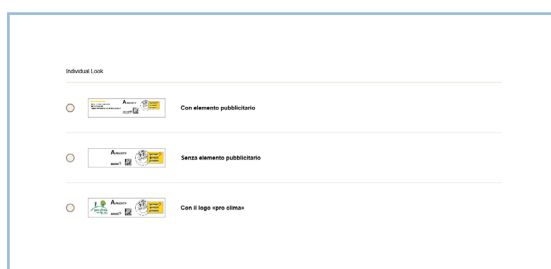 Individual Look
Con elemento pubblicitario
Senza elemento pubblicitario
Con il logo «pro clima»